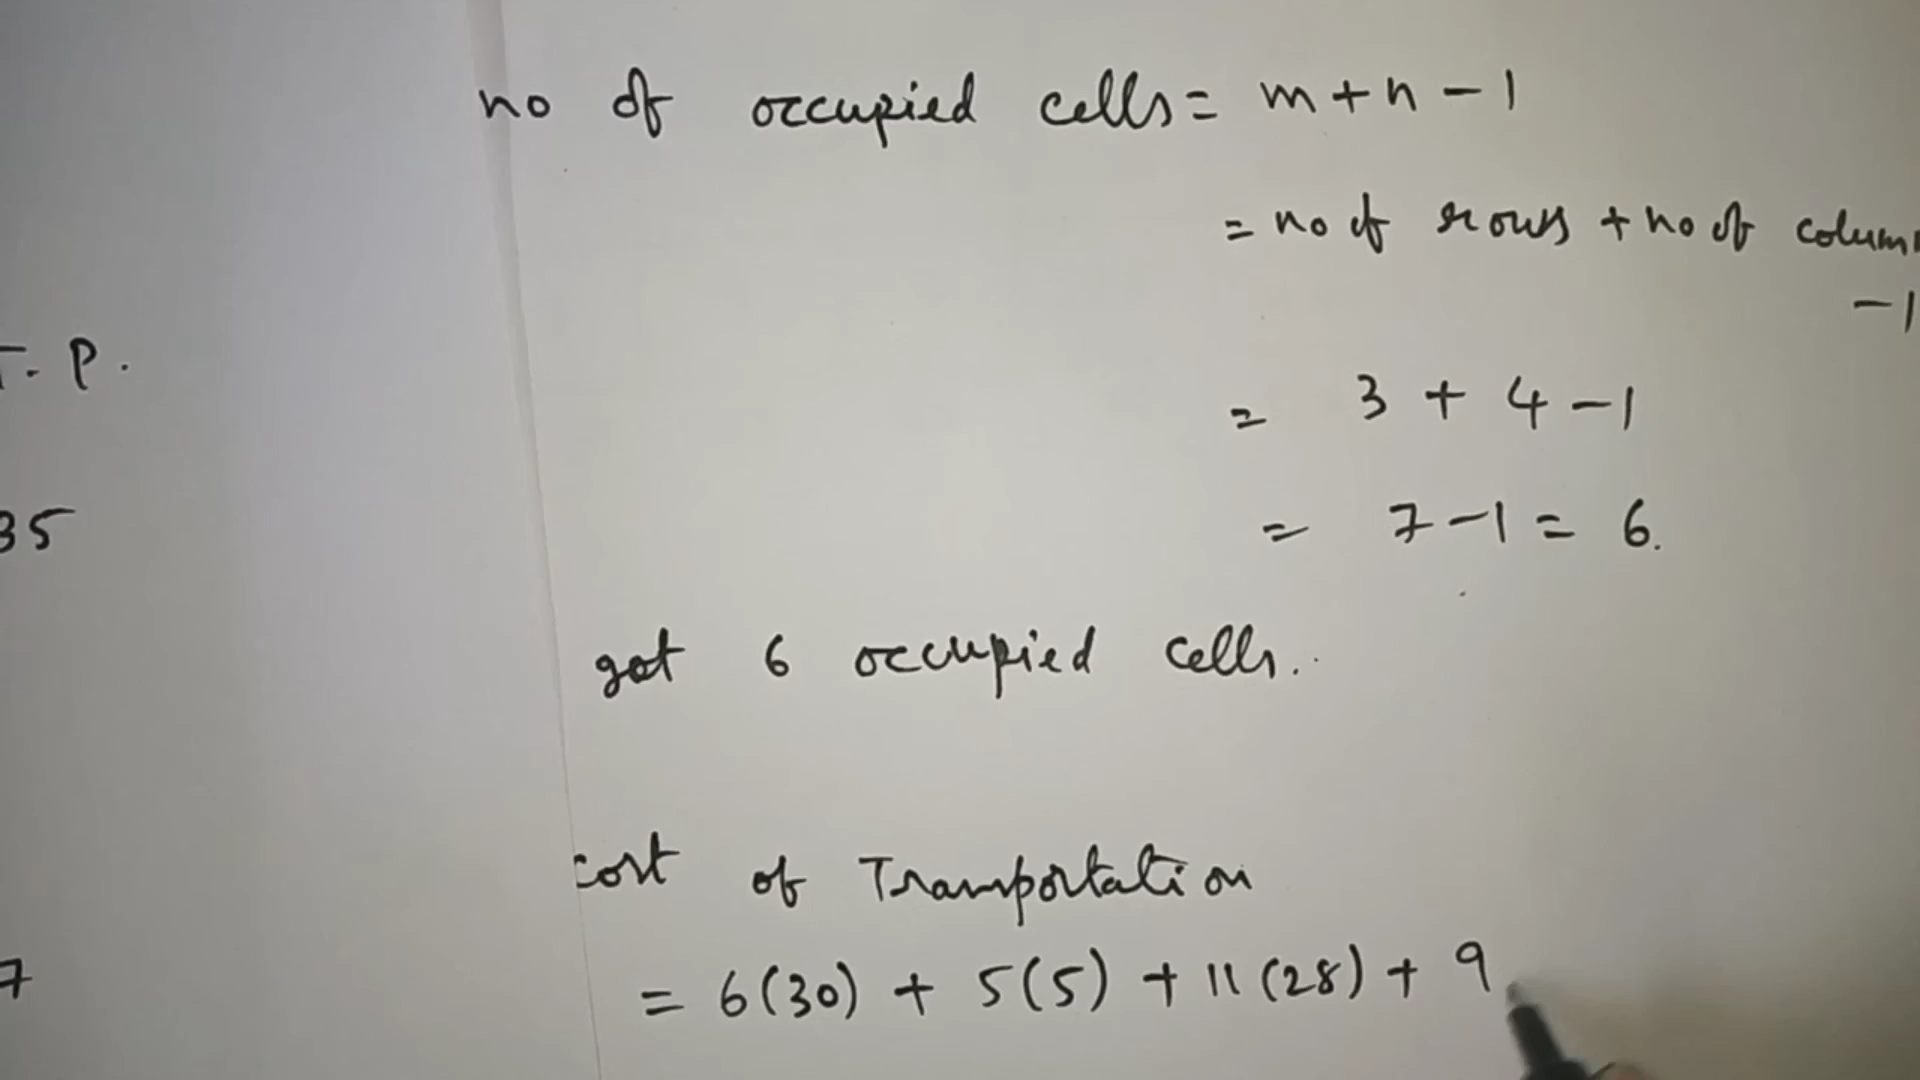 no of occupied cells = m + n - 1
= no of rows + no of colum
- 1
T. P.
= 3 + 4 - 1
35
= 7 - 1 = 6.
got 6 occupied cells.
cost of Transportation
7
= 6(30) + 5(5) + 11(28) + 9